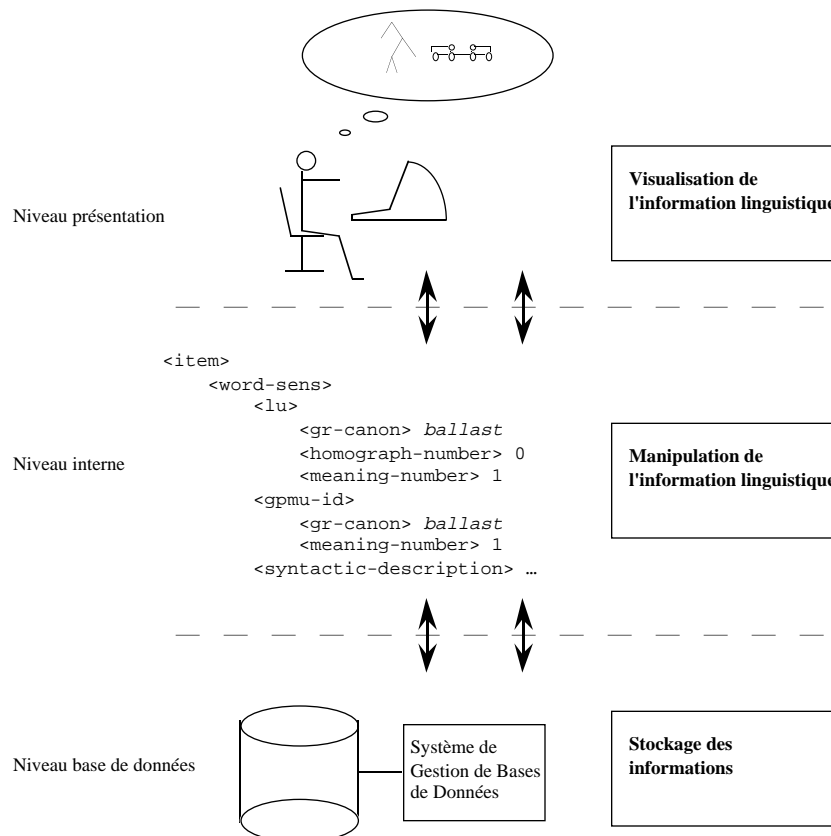 Visualisation de
l'information linguistique
Niveau présentation
<item>
<word-sens>
<lu>
<gr-canon> ballast
<homograph-number> 0
<meaning-number> 1
<gpmu-id>
<gr-canon> ballast
<meaning-number> 1
<syntactic-description> …
Niveau interne
Manipulation de
l'information linguistique
Niveau base de données
Système de
Gestion de Bases
de Données
Stockage des
informations